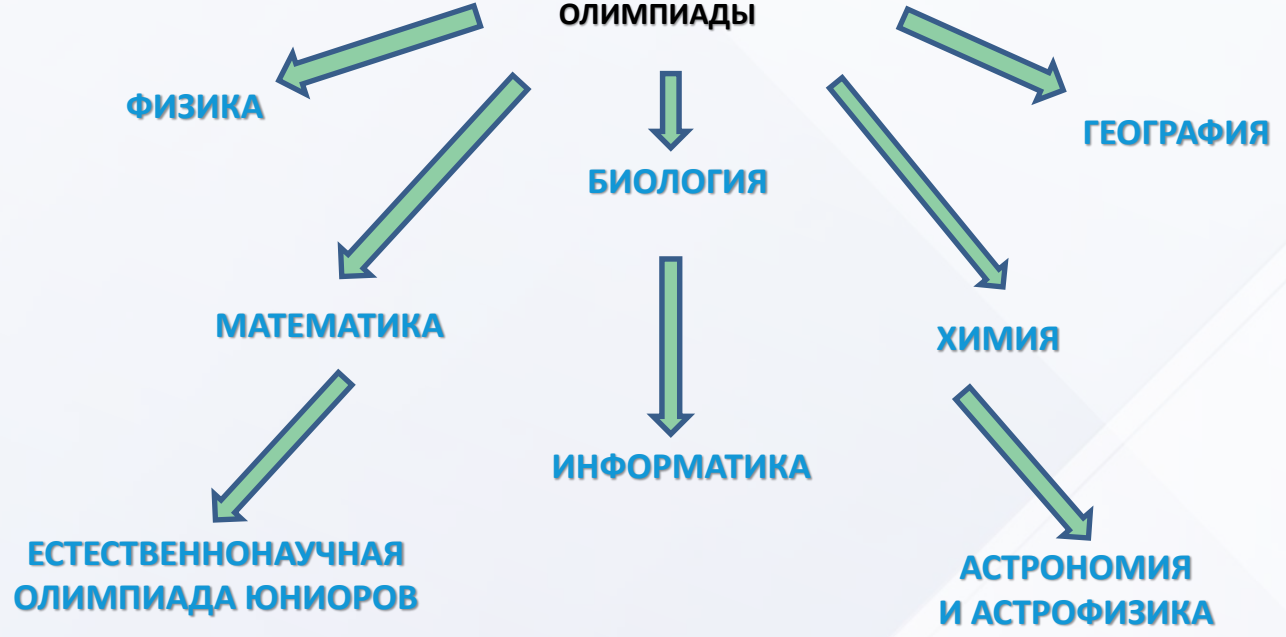 ОЛИМПИАДЫ
ФИЗИКА
ГЕОГРАФИЯ
БИОЛОГИЯ
МАТЕМАТИКА
ХИМИЯ
ИНФОРМАТИКА
ЕСТЕСТВЕННОНАУЧНАЯ
ОЛИМПИАДА ЮНИОРОВ
АСТРОНОМИЯ
И АСТРОФИЗИКА